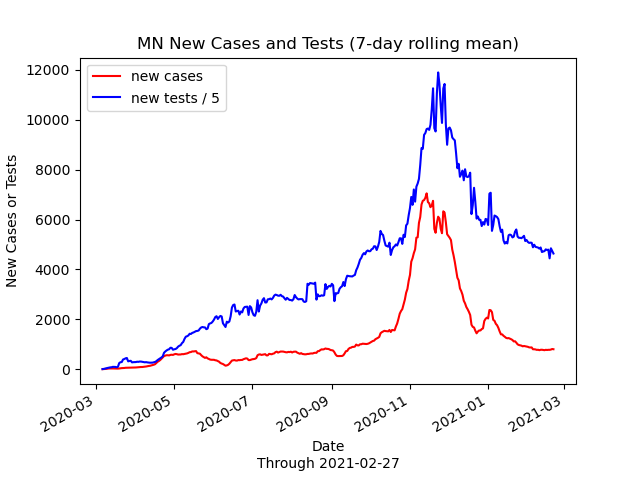 MN New Cases and Tests (7-day rolling mean)
new cases
new tests / 5
12000
10000
8000
6000
4000
2000
0
New Cases or Tests
2020-03
2020-05
2020-07
2020-09
2020-11
2021-01
2021-03
Date
Through 2021-02-27